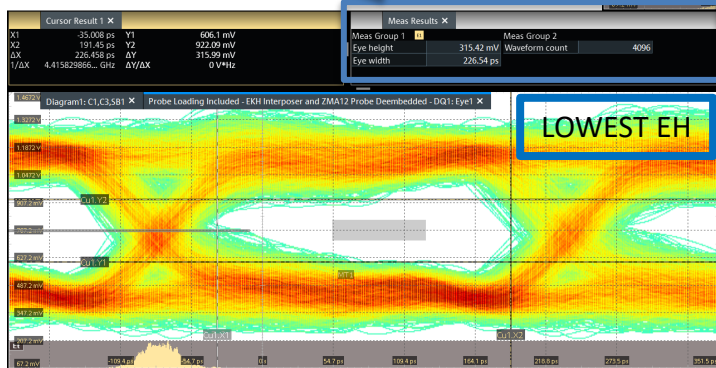 Cursor Result 1 ×
X1 -35.008 ps Y1 606.1 mV
X2 191.45 ps Y2 922.09 mV
ΔX 226.458 ps ΔY 315.99 mV
1/ΔX 4.415829866... GHz ΔY/ΔX 0 V*Hz
Meas Results ×
Meas Group 1 Meas Group 2
Eye height 315.42 mV Waveform count 4096
Eye width 226.54 ps
Diagram1: C1,C3,SB1 × Probe Loading Included - EKH Interposer and ZMA12 Probe Deembedded - DQ1: Eye1 ×
LOWEST EH
1.4672 V
1.3272 V
1.1872 V
1.0472 V
907.2 mV
Cu1.Y2
767.2 mV
627.2 mV
Cu1.Y1
MT1
487.2 mV
347.2 mV
207.2 mV
Cu1.X1
Cu1.X2
67.2 mV
-109.4 ps
-54.7 ps
0 s
54.7 ps
109.4 ps
164.1 ps
218.8 ps
273.5 ps
351.5 ps